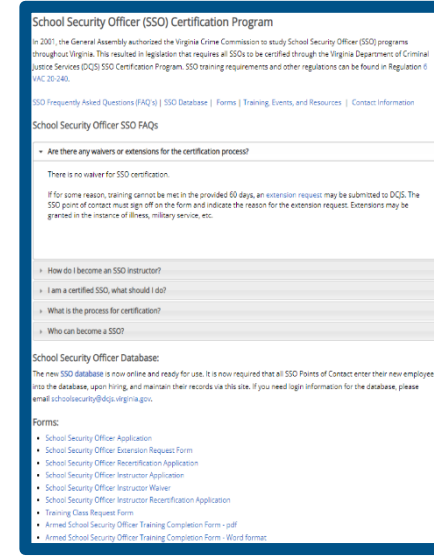 School Security Officer (SSO) Certification Program
In 2001, the General Assembly authorized the Virginia Crime Commission to study School Security Officer (SSO) programs
throughout Virginia. This resulted in legislation that requires all SSOs to be certified through the Virginia Department of Criminal
Justice Services (DCJS) SSO Certification Program. SSO training requirements and other regulations can be found in Regulation 6
VAC 20-240.
SSO Frequently Asked Questions (FAQ's) | SSO Database | Forms | Training, Events, and Resources | Contact Information
School Security Officer SSO FAQs
Are there any waivers or extensions for the certification process?
There is no waiver for SSO certification.
If for some reason, training cannot be met in the provided 60 days, an extension request may be submitted to DCJS. The
SSO point of contact must sign off on the form and indicate the reason for the extension request. Extensions may be
granted in the instance of illness, military service, etc.
How do I become an SSO instructor?
I am a certified SSO, what should I do?
What is the process for certification?
Who can become a SSO?
School Security Officer Database:
The new SSO database is now online and ready for use. It is now required that all SSO Points of Contact enter their new employee
into the database, upon hiring, and maintain their records via this site. If you need login information for the database, please
email schoolsecurity@dcjs.virginia.gov.
Forms:
• School Security Officer Application
• School Security Officer Extension Request Form
• School Security Officer Recertification Application
• School Security Officer Instructor Application
• School Security Officer Instructor Waiver
• School Security Officer Instructor Recertification Application
• Training Class Request Form
• Armed School Security Officer Training Completion Form - pdf
• Armed School Security Officer Training Completion Form - Word format